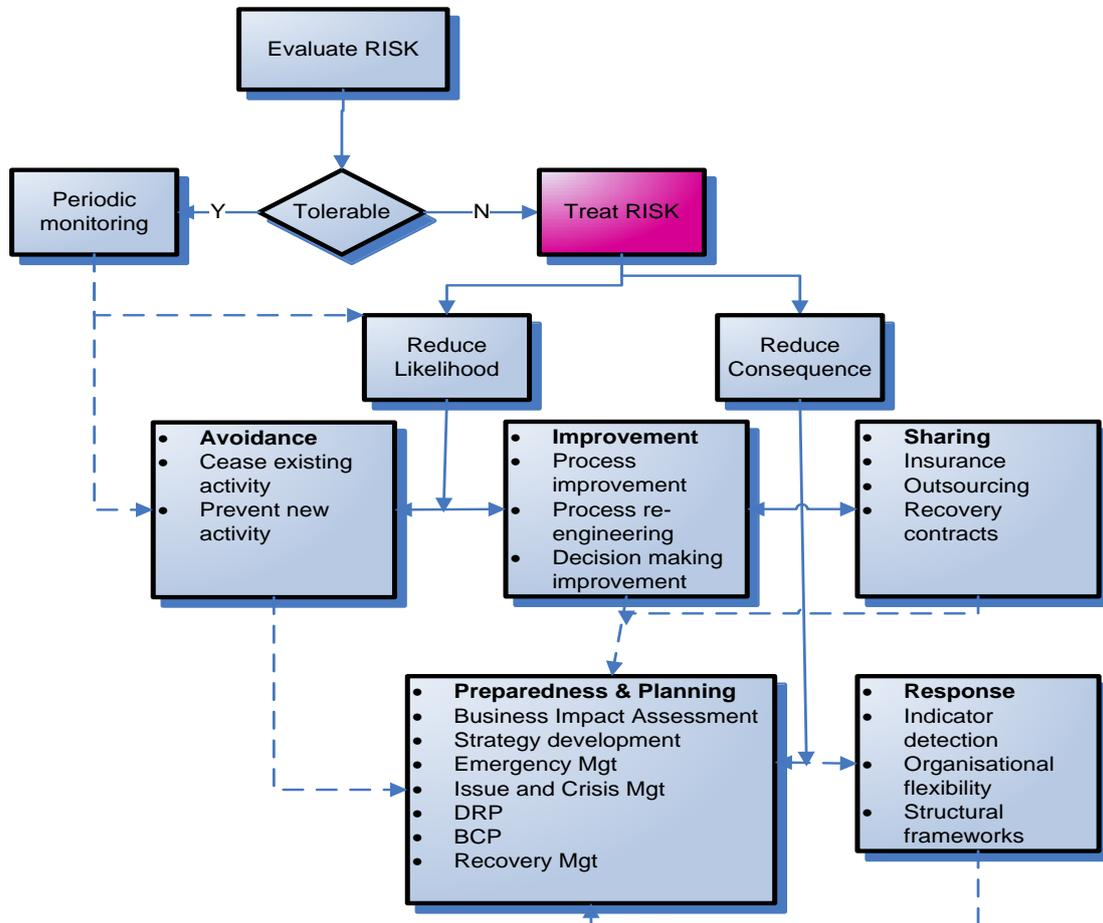 Evaluate RISK
Periodic
monitoring
Y
Tolerable
N
Treat RISK
Reduce
Likelihood
Reduce
Consequence
• Avoidance
• Cease existing
activity
• Prevent new
activity
• Improvement
• Process
improvement
• Process re-
engineering
• Decision making
improvement
• Sharing
• Insurance
• Outsourcing
• Recovery
contracts
• Preparedness & Planning
• Business Impact Assessment
• Strategy development
• Emergency Mgt
• Issue and Crisis Mgt
• DRP
• BCP
• Recovery Mgt
• Response
• Indicator
detection
• Organisational
flexibility
• Structural
frameworks